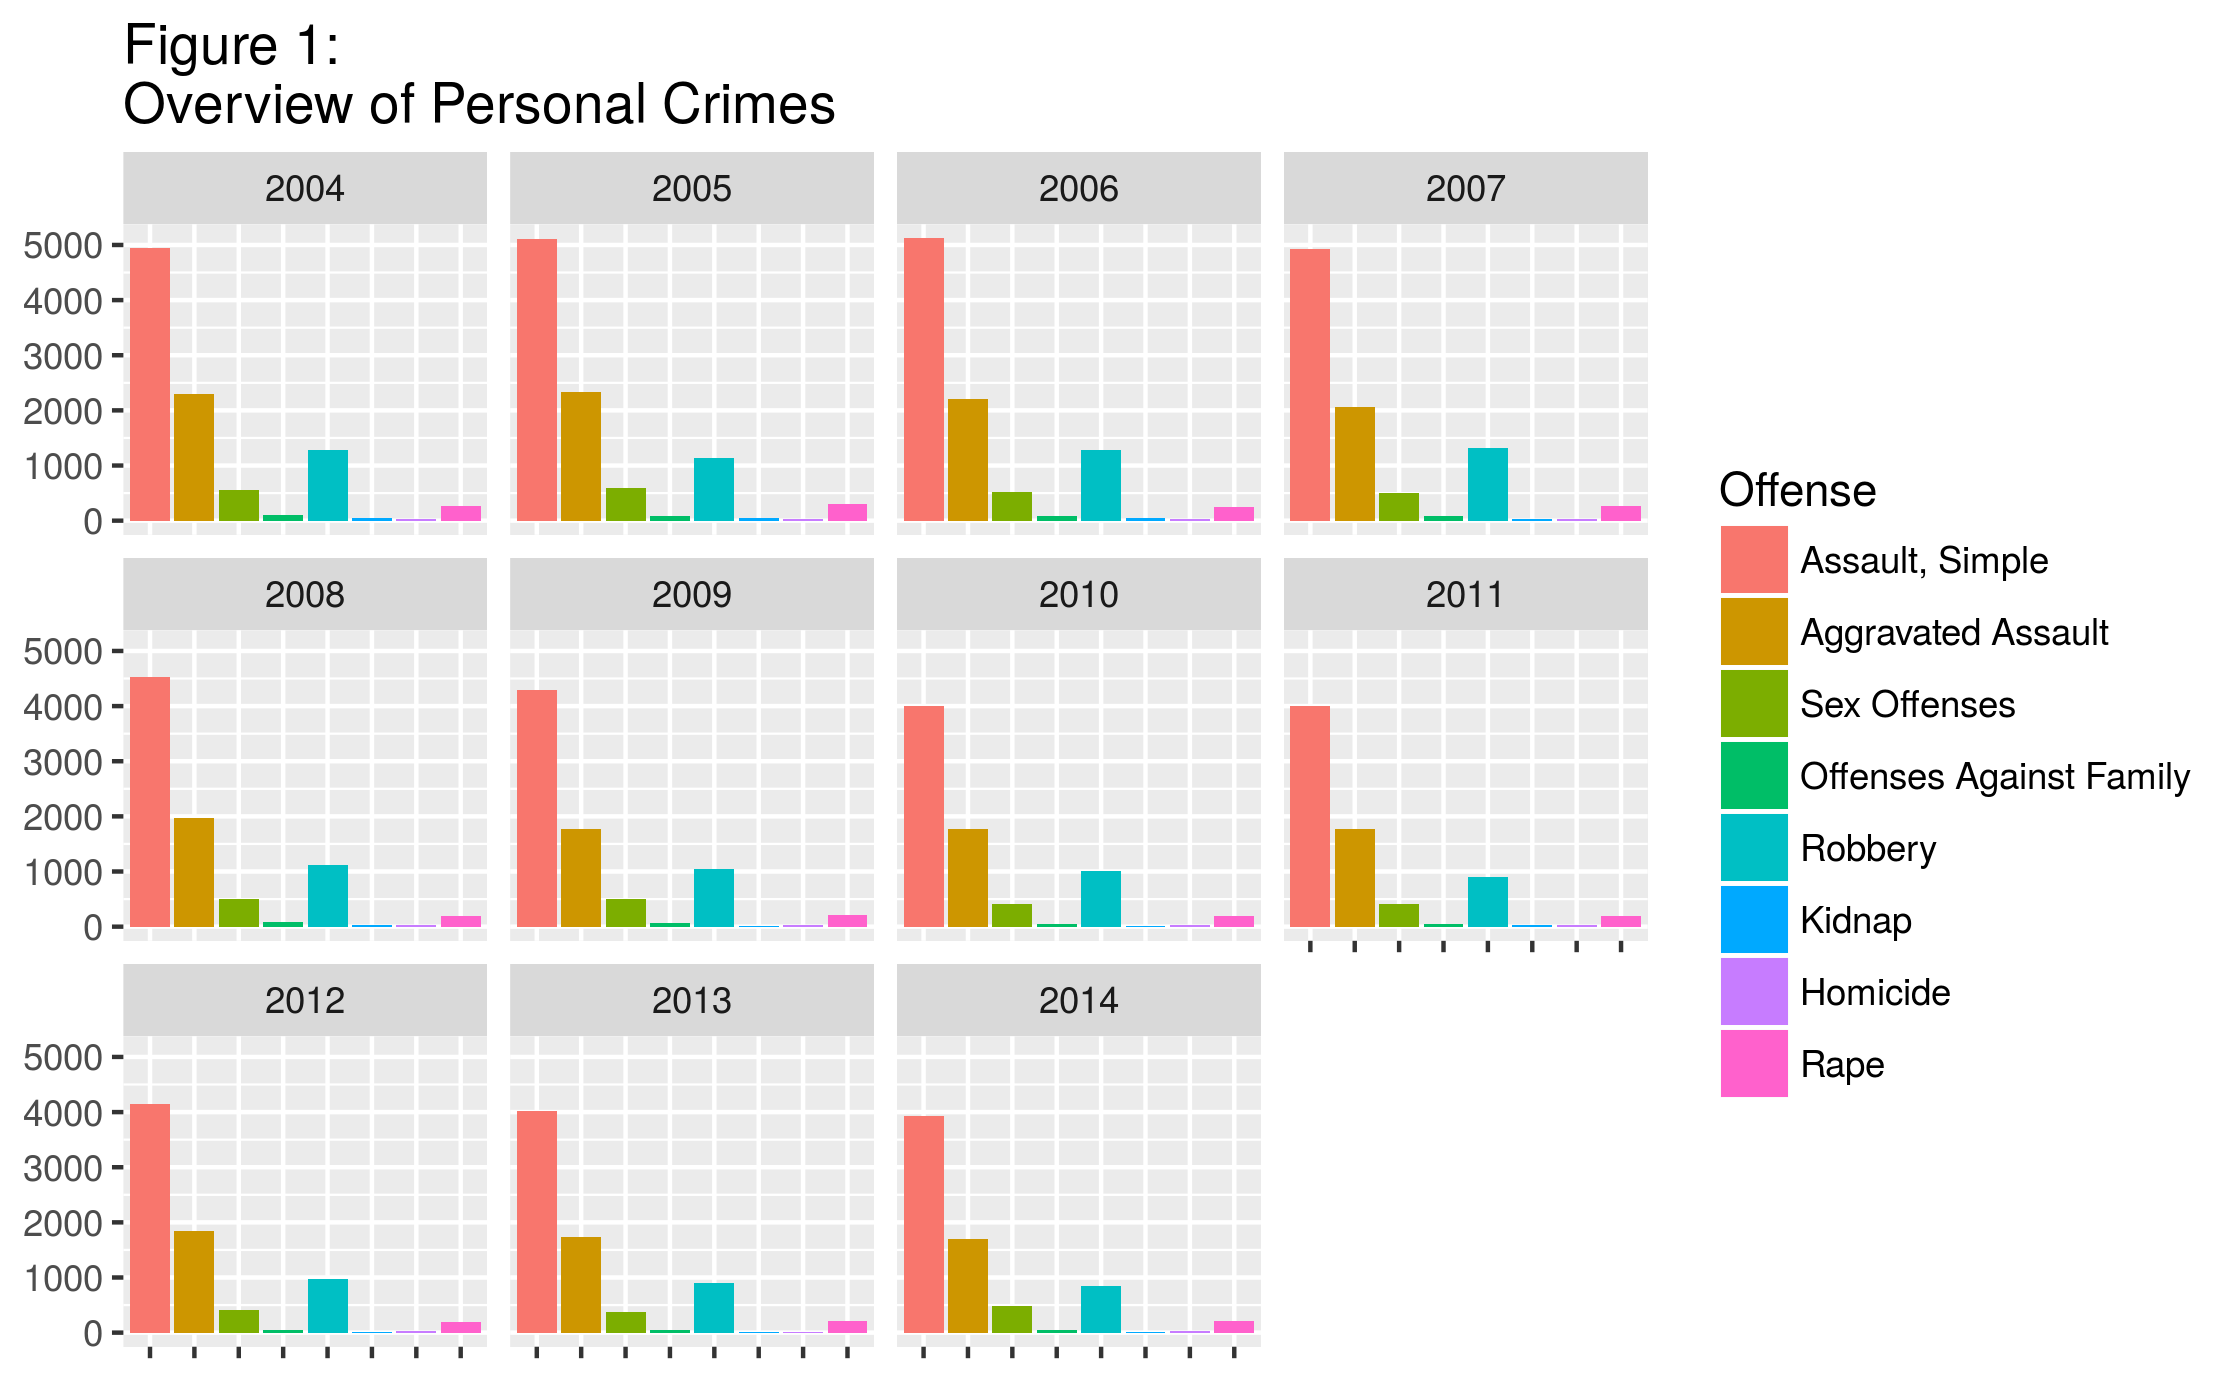 Figure 1:
Overview of Personal Crimes
2004 2005 2006 2007
5000
4000
3000
2000
1000
0
2008 2009 2010 2011
5000
4000
3000
2000
1000
0
2012 2013 2014
5000
4000
3000
2000
1000
0
Offense
Assault, Simple
Aggravated Assault
Sex Offenses
Offenses Against Family
Robbery
Kidnap
Homicide
Rape